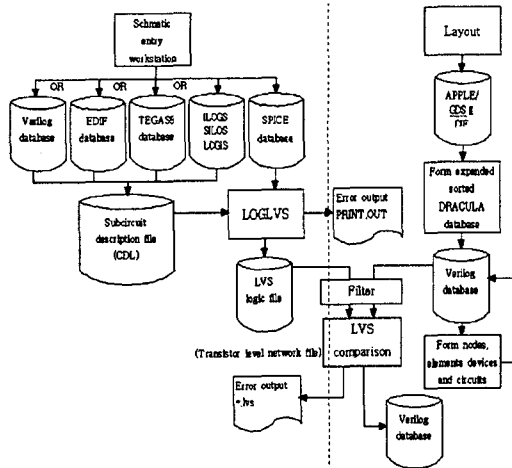 Schmatic
entry
workstation
Layout
OR
OR
OR
Verilog
database
EDIF
database
TEGAS5
database
ILOGS
SILOS
LOGIS
SPICE
database
APPLE/
GDS II
Form expanded
sorted
DRACULA
database
Subcircuit
description file
(CDL)
LOGLVS
Error output
PRINT.OUT
LVS
logic file
Filter
Verilog
database
(Transistor level network file)
LVS
comparison
Form nodes,
elements devices
and circuits
Error output
*.lvs
Verilog
database